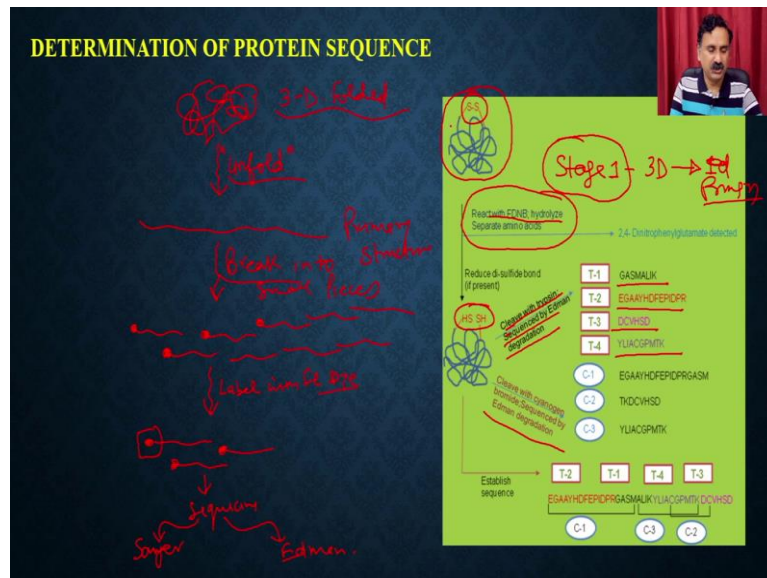 DETERMINATION OF PROTEIN SEQUENCE
3-D folded
"unfold"
Primary
Structure
Break into
Small Pieces
Label with
Dye
Sequencing
Sanger
Edman.
S-S
Stage 1 - 3D →
Primary
React with FDNB; hydrolyze
Separate amino acids
2,4- Dinitrophenylglutamate detected
Reduce di-sulfide bond
(if present)
HS SH
Cleave with trypsin;
Sequenced by Edman
degradation
T-1 GASMALIK
T-2 EGAAYHDFEPIDPR
T-3 DCVHSD
T-4 YLIACGPMTK
Cleave with cyanogen
bromide;Sequenced by
Edman degradation
C-1 EGAAYHDFEPIDPRGASM
C-2 TKDCVHSD
C-3 YLIACGPMTK
Establish
sequence
T-2 T-1 T-4 T-3
EGAAYHDFEPIDPRGASMALIKYLIACGPMTKDCVHSD
C-1 C-3 C-2